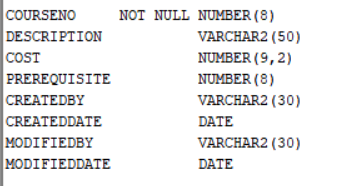 COURSENO NOT NULL NUMBER(8)
DESCRIPTION VARCHAR2(50)
COST NUMBER(9,2)
PREREQUISITE NUMBER(8)
CREATEDBY VARCHAR2(30)
CREATEDDATE DATE
MODIFIEDBY VARCHAR2(30)
MODIFIEDDATE DATE